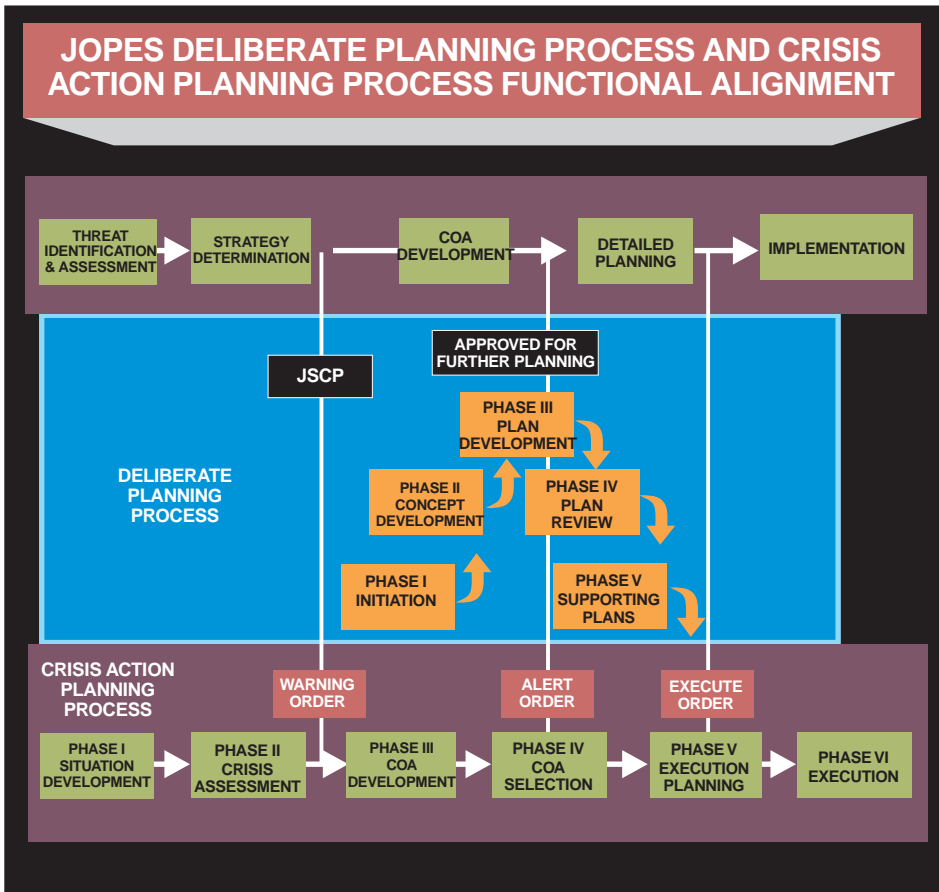 JOPES DELIBERATE PLANNING PROCESS AND CRISIS
ACTION PLANNING PROCESS FUNCTIONAL ALIGNMENT
THREAT
IDENTIFICATION
& ASSESSMENT
STRATEGY
DETERMINATION
COA
DEVELOPMENT
DETAILED
PLANNING
IMPLEMENTATION
JSCP
APPROVED FOR
FURTHER PLANNING
DELIBERATE
PLANNING
PROCESS
PHASE I
INITIATION
PHASE II
CONCEPT
DEVELOPMENT
PHASE III
PLAN
DEVELOPMENT
PHASE IV
PLAN
REVIEW
PHASE V
SUPPORTING
PLANS
CRISIS ACTION
PLANNING
PROCESS
WARNING
ORDER
ALERT
ORDER
EXECUTE
ORDER
PHASE I
SITUATION
DEVELOPMENT
PHASE II
CRISIS
ASSESSMENT
PHASE III
COA
DEVELOPMENT
PHASE IV
COA
SELECTION
PHASE V
EXECUTION
PLANNING
PHASE VI
EXECUTION